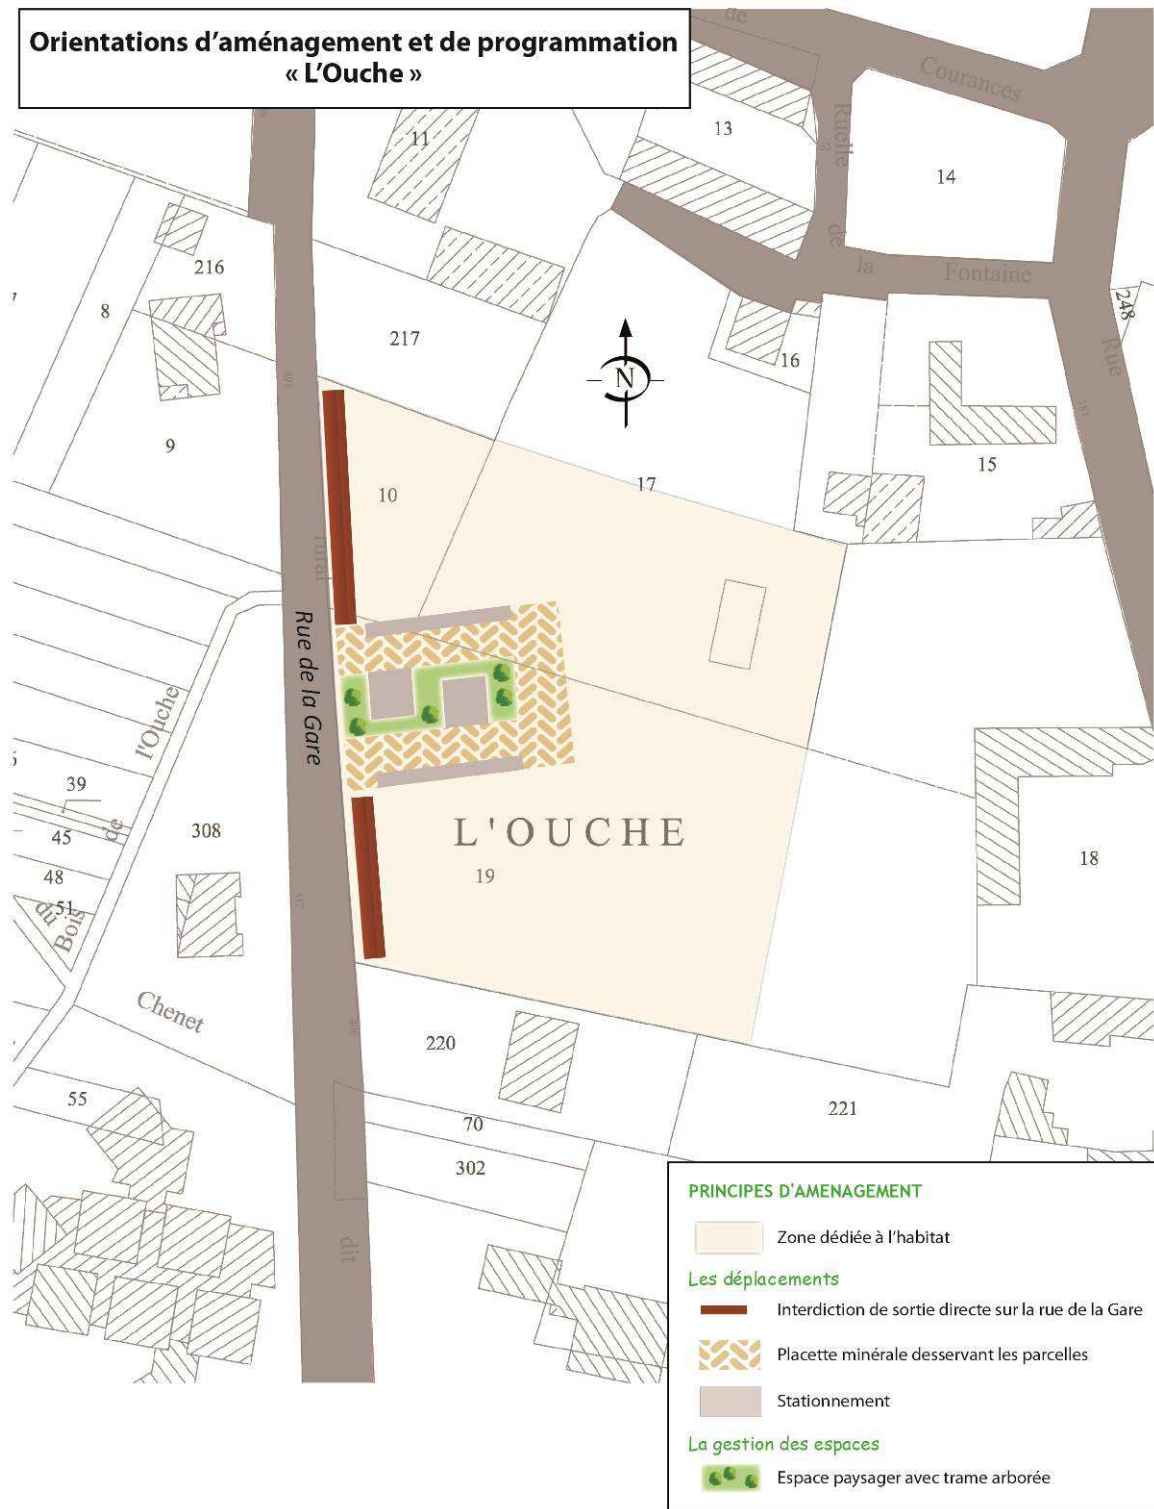 Orientations d'aménagement et de programmation
« L'Ouche »
de
Courances
Ruelle
de
la
Fontaine
Rue
11
13
14
216
8
217
248
16
9
15
N
10
17
rural
Rue de la Gare
l'Ouche
de
39
45
308
48
51
du
Bois
L'OUCHE
19
18
Chenet
220
55
70
221
302
dit
PRINCIPES D'AMENAGEMENT
Zone dédiée à l'habitat
Les déplacements
Interdiction de sortie directe sur la rue de la Gare
Placette minérale desservant les parcelles
Stationnement
La gestion des espaces
Espace paysager avec trame arborée